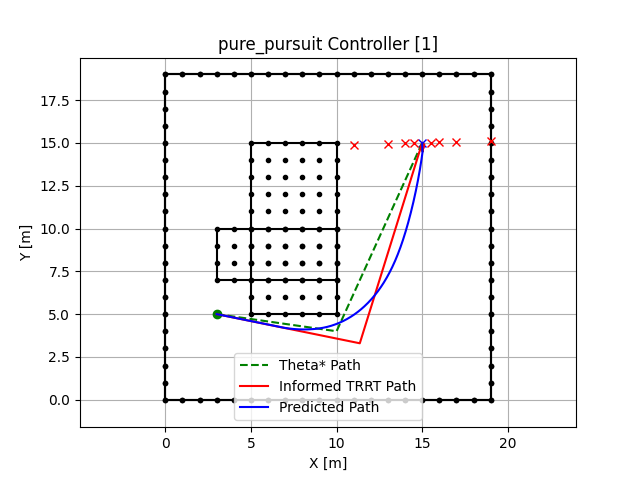 pure_pursuit Controller [1]
17.5
15.0
12.5
10.0
7.5
5.0
2.5
0.0
Y [m]
Theta* Path
Informed TRRT Path
Predicted Path
0 5 10 15 20
X [m]